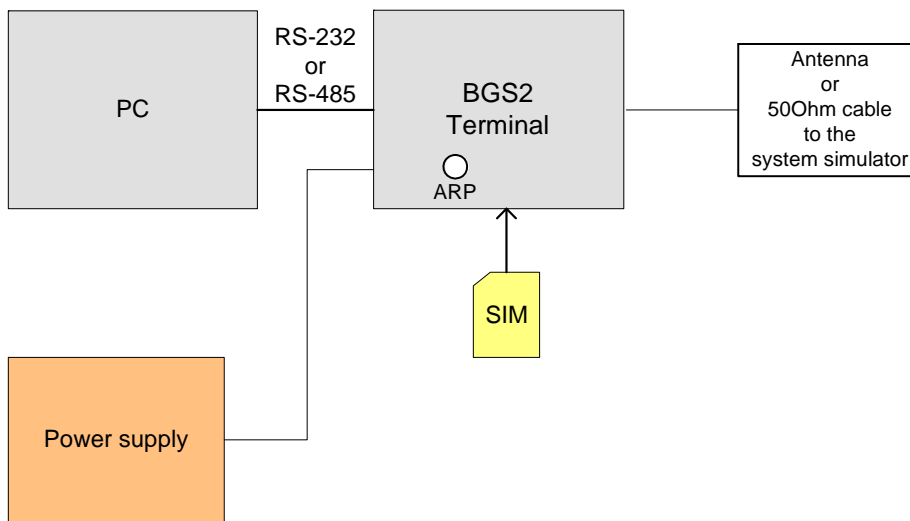 PC
RS-232
or
RS-485
BGS2
Terminal
ARP
Antenna
or
50Ohm cable
to the
system simulator
SIM
Power supply